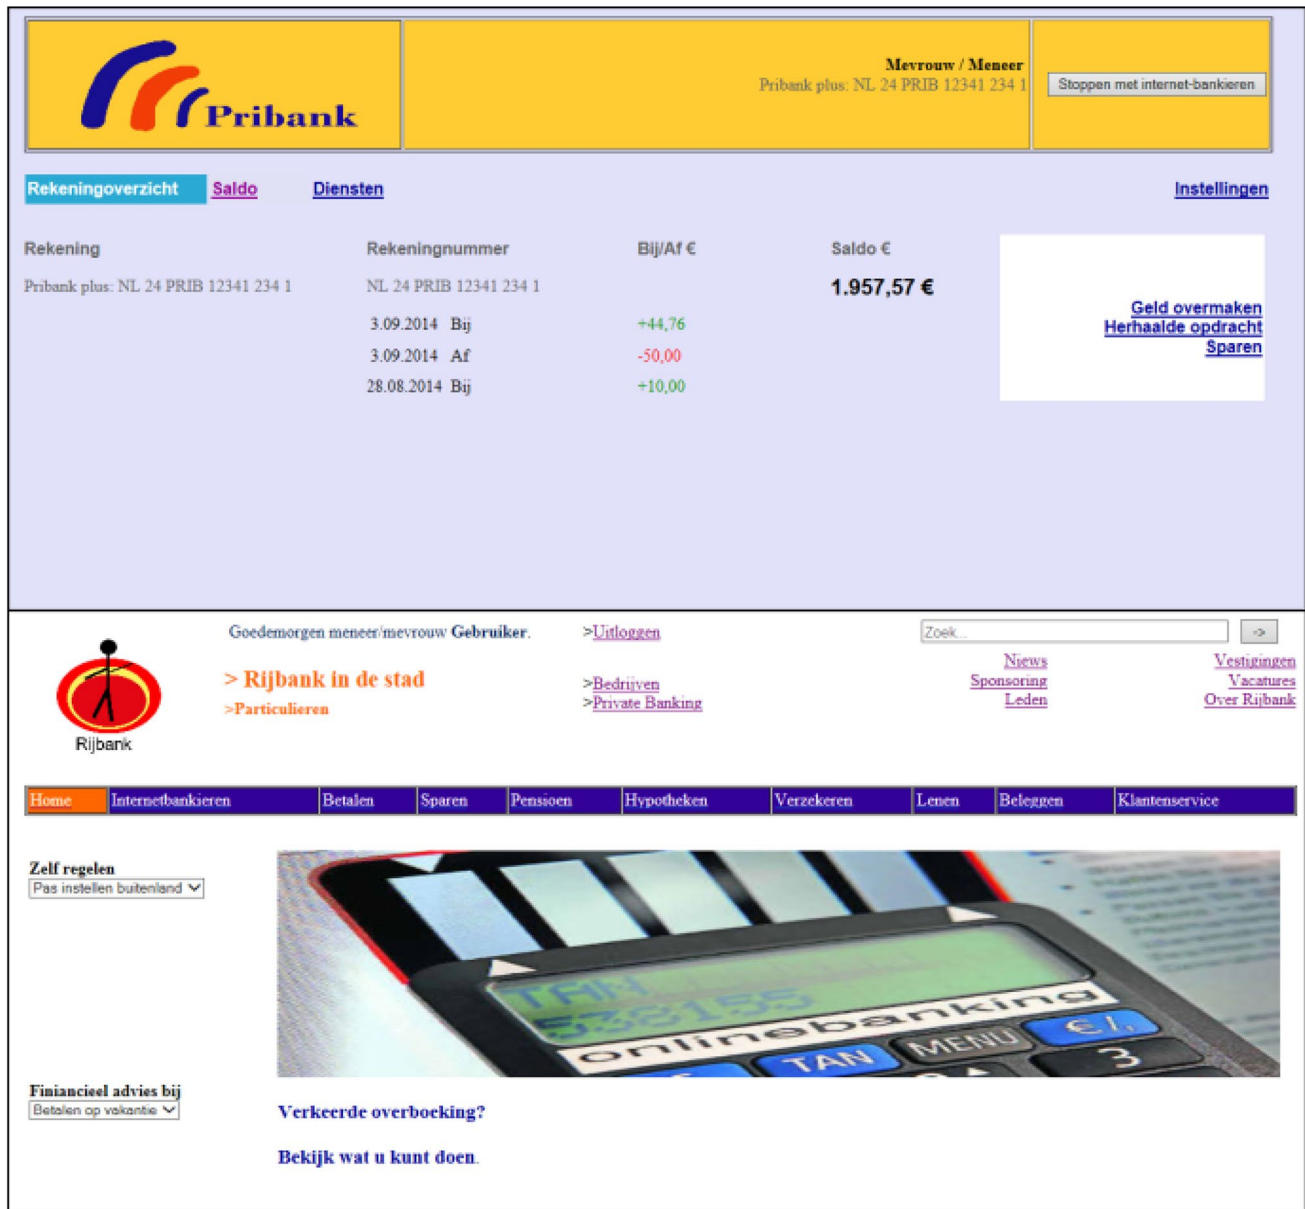 Pribank
Mevrouw / Meneer
Pribank plus: NL 24 PRIB 12341 234 1
Stoppen met internet-bankieren
Rekeningoverzicht Saldo Diensten Instellingen
Rekening Rekeningnummer Bij/Af € Saldo €
Pribank plus: NL 24 PRIB 12341 234 1 NL 24 PRIB 12341 234 1 1.957,57 €
3.09.2014 Bij +44,76
3.09.2014 Af -50,00
28.08.2014 Bij +10,00
Geld overmaken
Herhaalde opdracht
Sparen
Rijbank
Goedemorgen meneer/mevrouw Gebruiker. >Uitloggen Zoek... ->
> Rijbank in de stad
>Particulieren
>Bedrijven
>Private Banking
Niews
Sponsoring
Leden
Vestigingen
Vacatures
Over Rijbank
Home Internetbankieren Betalen Sparen Pensioen Hypotheken Verzekeren Lenen Beleggen Klantenservice
Zelf regelen
Pas instellen buitenland
TAN
538155
onlinebanking
TAN MENU €/,
3
Finiancieel advies bij
Betalen op vakantie
Verkeerde overboeking?
Bekijk wat u kunt doen.